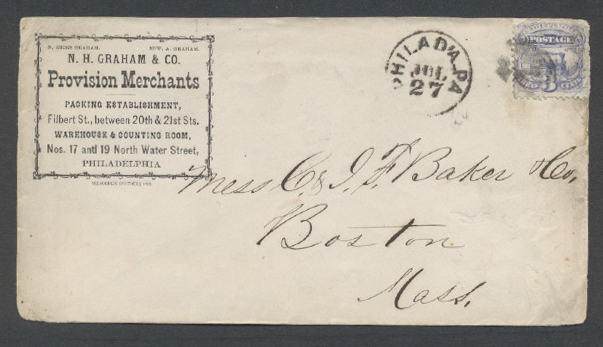 N. DICKS GRAHAM. EDW. A. GRAHAM.
N. H. GRAHAM & CO.
Provision Merchants
PACKING ESTABLISHMENT,
Filbert St., between 20th & 21st Sts.
WAREHOUSE & COUNTING ROOM,
Nos. 17 and 19 North Water Street,
PHILADELPHIA
PHILAD'A. PA
JUL
27
POSTAGE
3
Mess C. & J. F. Baker & Co,
Boston
Mass.